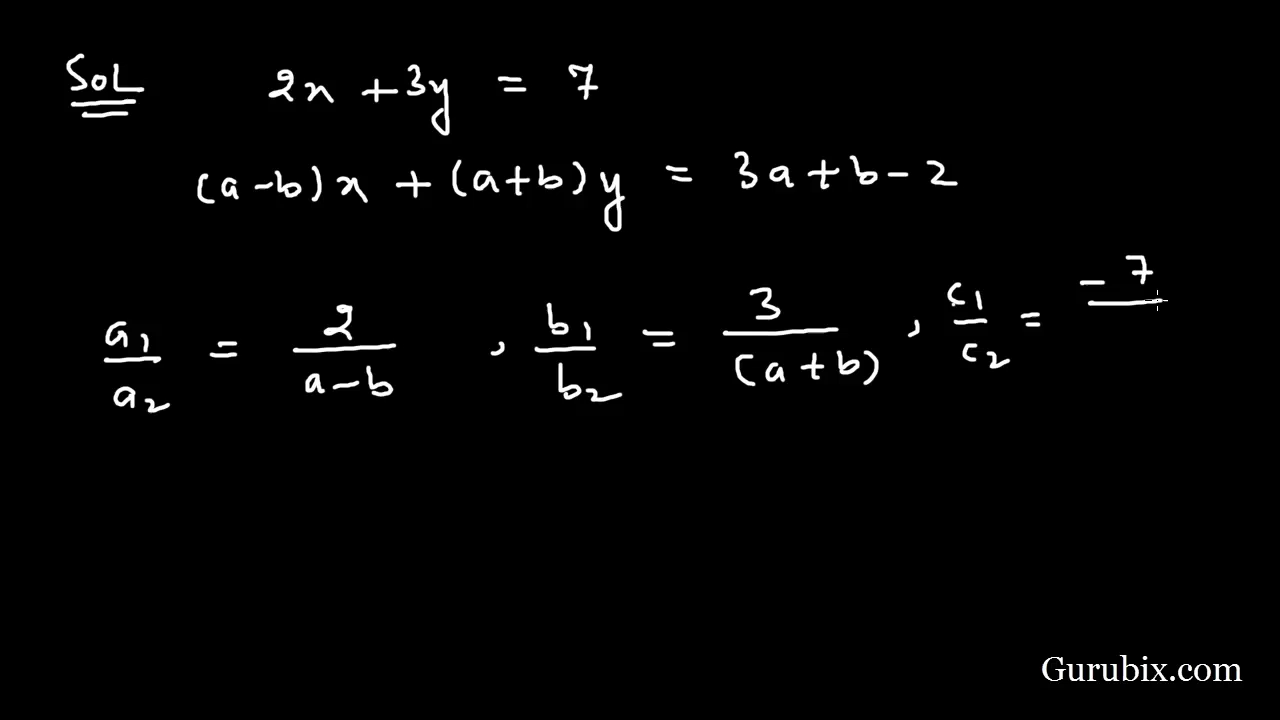 SOL 2x + 3y = 7
(a-b)x + (a+b)y = 3a + b - 2
a1/a2 = 2/(a-b) , b1/b2 = 3/(a+b) , c1/c2 = -7/
Gurubix.com